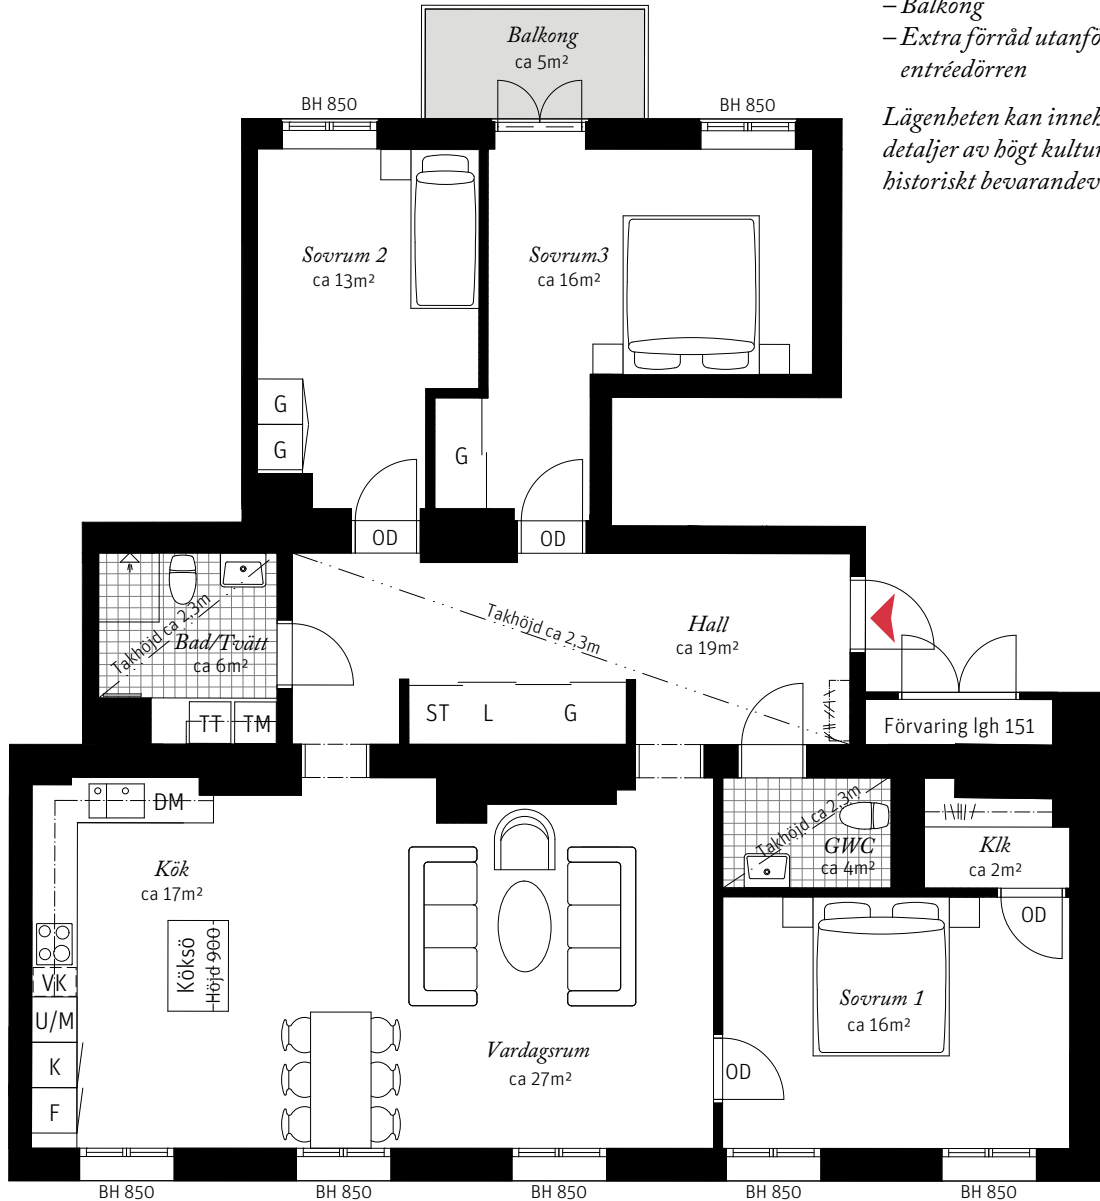 – Balkong
– Extra förråd utanfö
entréedörren
Lägenheten kan inneh
detaljer av högt kultur
historiskt bevarandev
Balkong
ca 5m²
BH 850
BH 850
Sovrum 2
ca 13m²
Sovrum3
ca 16m²
G
G
G
OD
OD
Takhöjd ca 2,3m
Bad/Tvätt
ca 6m²
Takhöjd ca 2,3m
Hall
ca 19m²
TT
TM
ST
L
G
Förvaring lgh 151
DM
Kök
ca 17m²
Takhöjd ca 2,3m
GWC
ca 4m²
Klk
ca 2m²
OD
Köksö
Höjd 900
VK
U/M
K
F
Sovrum 1
ca 16m²
Vardagsrum
ca 27m²
OD
BH 850
BH 850
BH 850
BH 850
BH 850